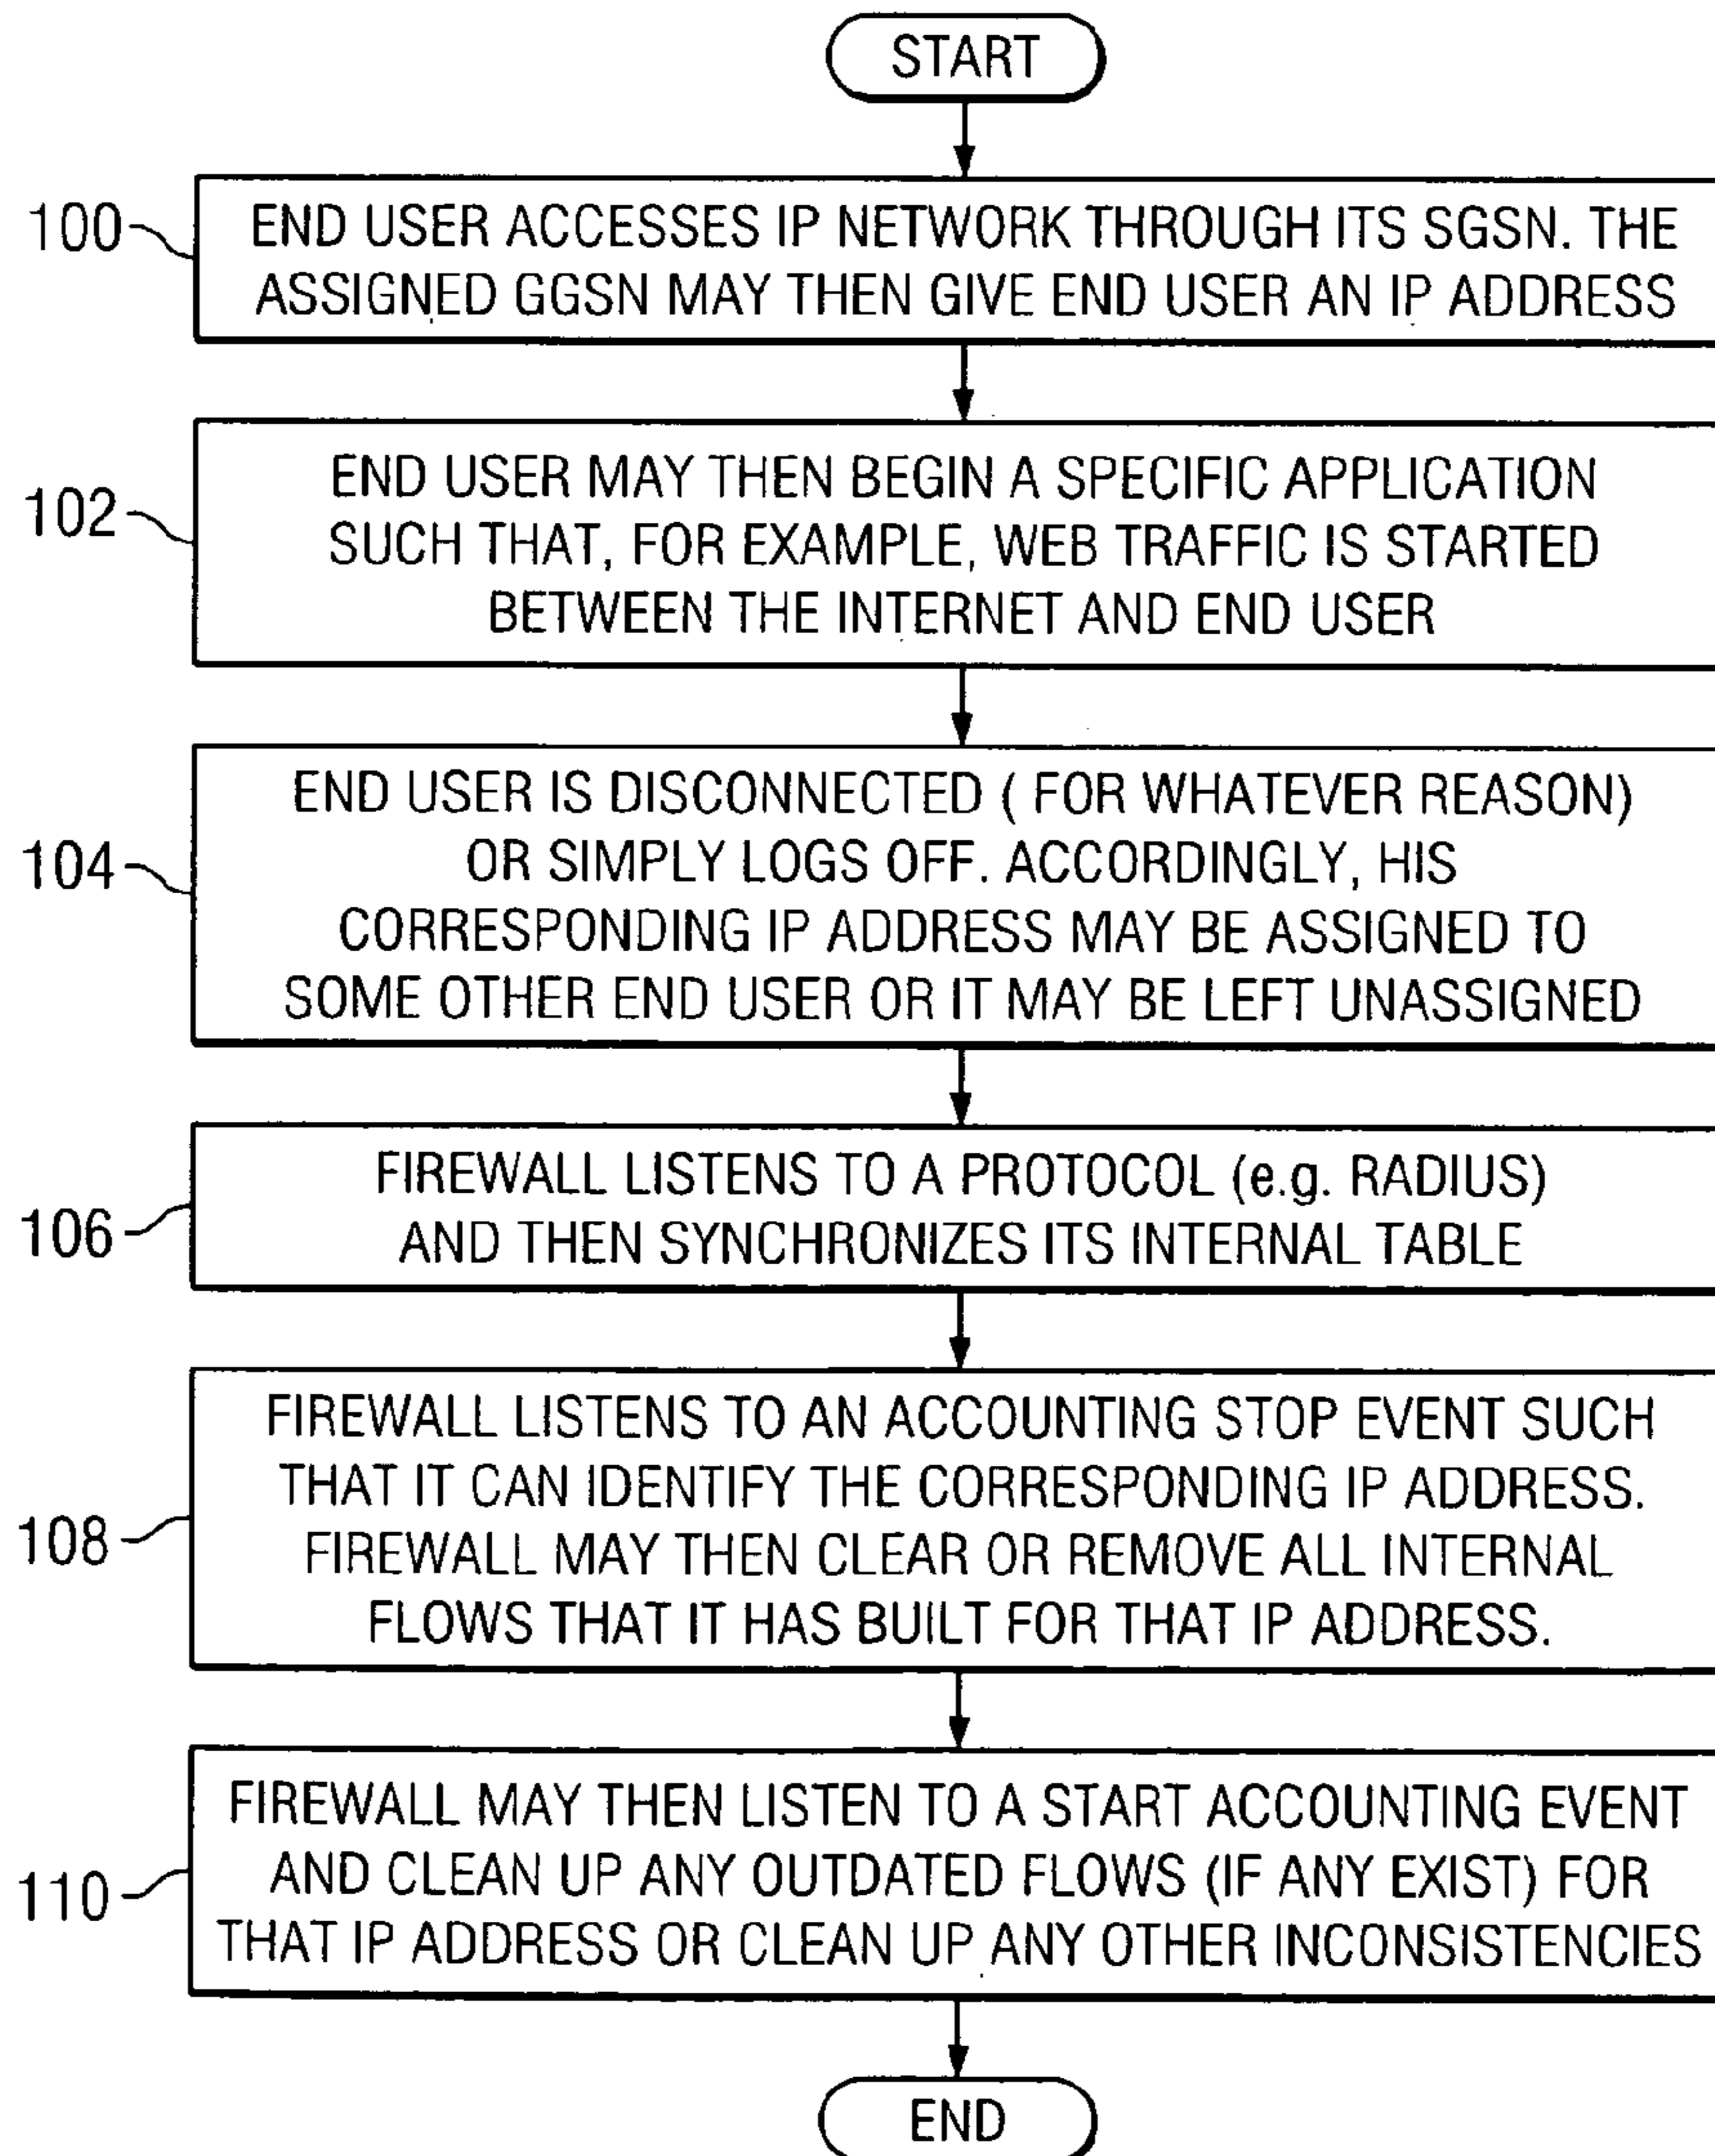 START
100
END USER ACCESSES IP NETWORK THROUGH ITS SGSN. THE
ASSIGNED GGSN MAY THEN GIVE END USER AN IP ADDRESS
102
END USER MAY THEN BEGIN A SPECIFIC APPLICATION
SUCH THAT, FOR EXAMPLE, WEB TRAFFIC IS STARTED
BETWEEN THE INTERNET AND END USER
104
END USER IS DISCONNECTED ( FOR WHATEVER REASON)
OR SIMPLY LOGS OFF. ACCORDINGLY, HIS
CORRESPONDING IP ADDRESS MAY BE ASSIGNED TO
SOME OTHER END USER OR IT MAY BE LEFT UNASSIGNED
106
FIREWALL LISTENS TO A PROTOCOL (e.g. RADIUS)
AND THEN SYNCHRONIZES ITS INTERNAL TABLE
108
FIREWALL LISTENS TO AN ACCOUNTING STOP EVENT SUCH
THAT IT CAN IDENTIFY THE CORRESPONDING IP ADDRESS.
FIREWALL MAY THEN CLEAR OR REMOVE ALL INTERNAL
FLOWS THAT IT HAS BUILT FOR THAT IP ADDRESS.
110
FIREWALL MAY THEN LISTEN TO A START ACCOUNTING EVENT
AND CLEAN UP ANY OUTDATED FLOWS (IF ANY EXIST) FOR
THAT IP ADDRESS OR CLEAN UP ANY OTHER INCONSISTENCIES
END